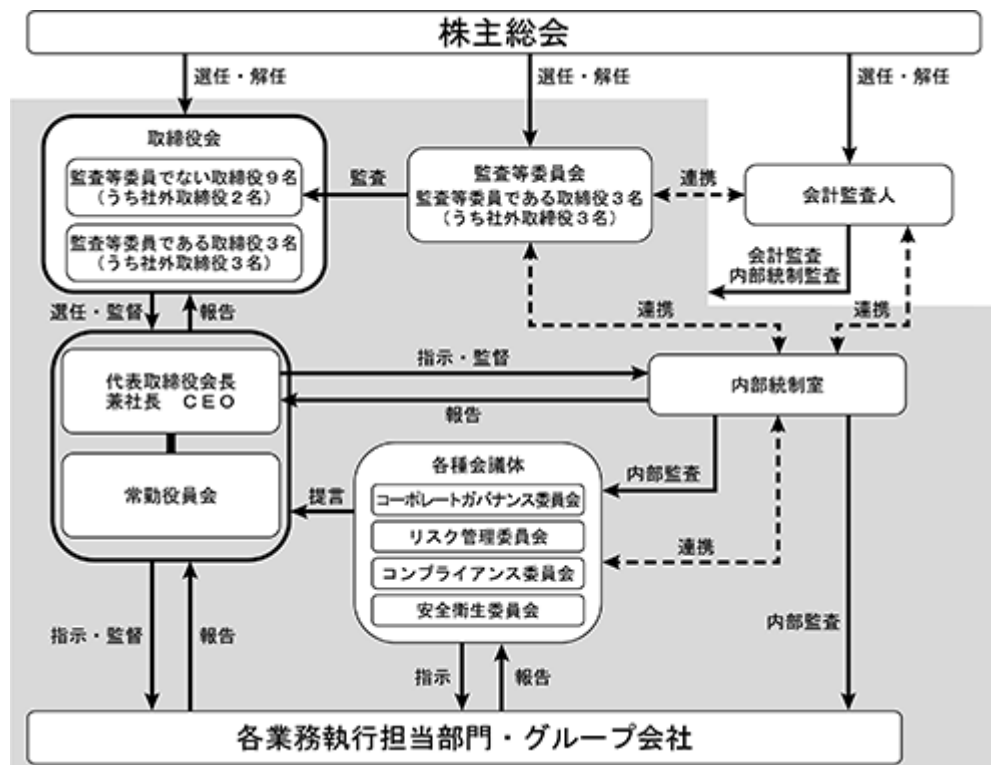 株主総会
選任・解任
選任・解任
選任・解任
取締役会
監査等委員でない取締役9名
(うち社外取締役2名)
監査等委員である取締役3名
(うち社外取締役3名)
監査
監査等委員会
監査等委員である取締役3名
(うち社外取締役3名)
連携
会計監査人
会計監査
内部統制監査
選任・監督
報告
連携
連携
代表取締役会長
兼社長 CEO
常勤役員会
指示・監督
報告
内部統制室
各種会議体
コーポレートガバナンス委員会
リスク管理委員会
コンプライアンス委員会
安全衛生委員会
提言
内部監査
連携
内部監査
指示・監督
報告
指示
報告
各業務執行担当部門・グループ会社